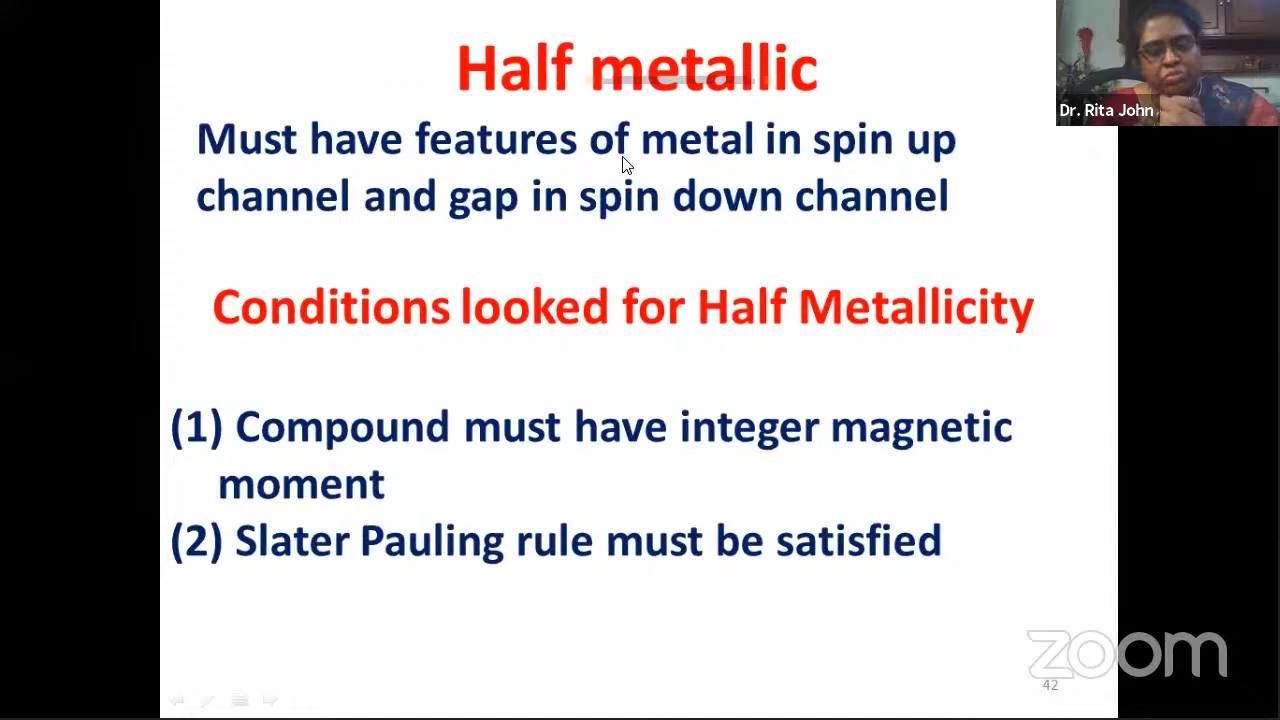 Half metallic
Must have features of metal in spin up
channel and gap in spin down channel
Conditions looked for Half Metallicity
(1) Compound must have integer magnetic
moment
(2) Slater Pauling rule must be satisfied
Dr. Rita John
zoom
42